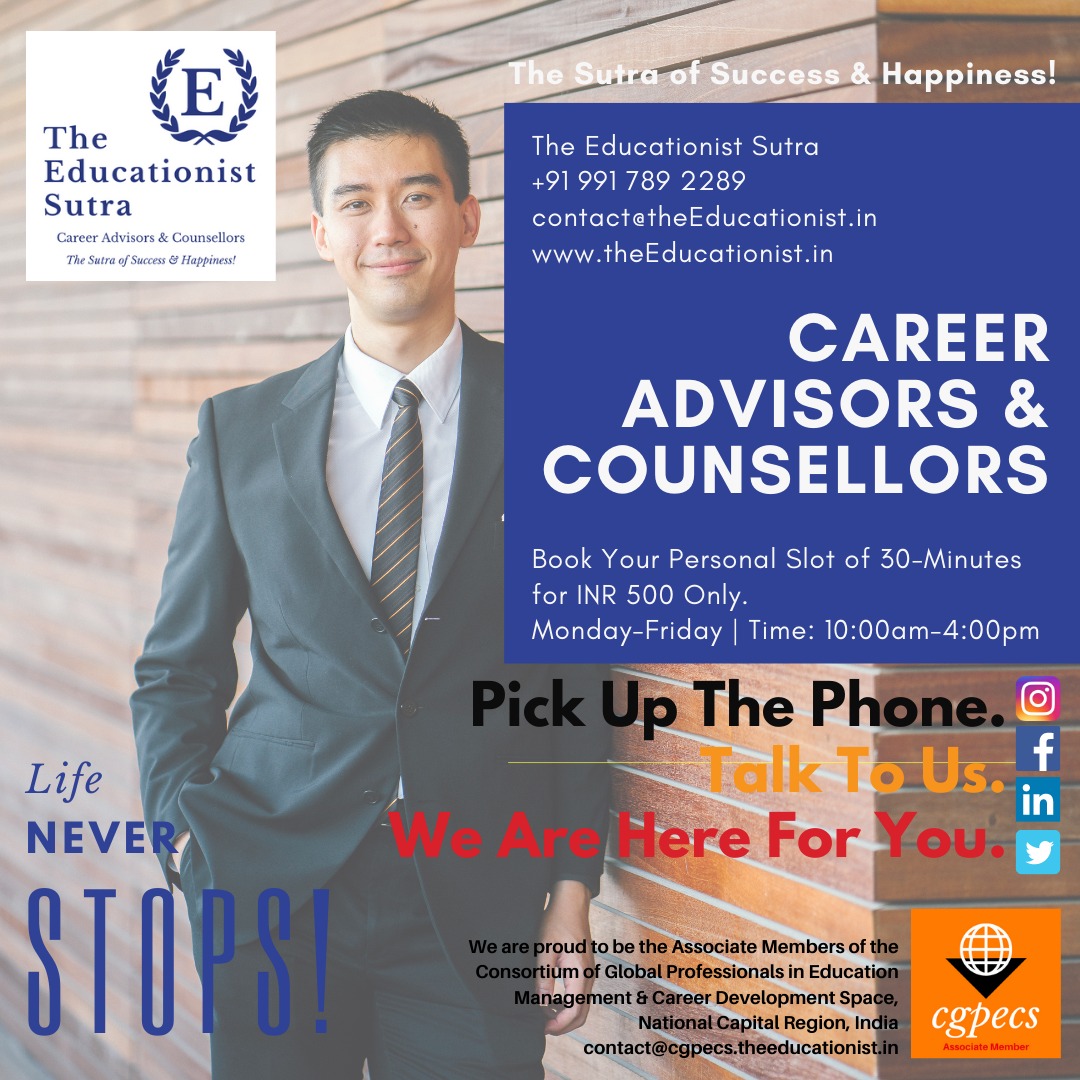 The
Educationist
Sutra
E
Career Advisors & Counsellors
The Sutra of Success & Happiness!
The Sutra of Success & Happiness!
The Educationist Sutra
+91 991 789 2289
contact@theEducationist.in
www.theEducationist.in
CAREER
ADVISORS &
COUNSELLORS
Book Your Personal Slot of 30-Minutes
for INR 500 Only.
Monday-Friday | Time: 10:00am-4:00pm
Pick Up The Phone.
Talk To Us.
We Are Here For You.
f
in
Life
NEVER
STOPS!
We are proud to be the Associate Members of the
Consortium of Global Professionals in Education
Management & Career Development Space,
National Capital Region, India
contact@cgpecs.theeducationist.in
cgpecs
Associate Member